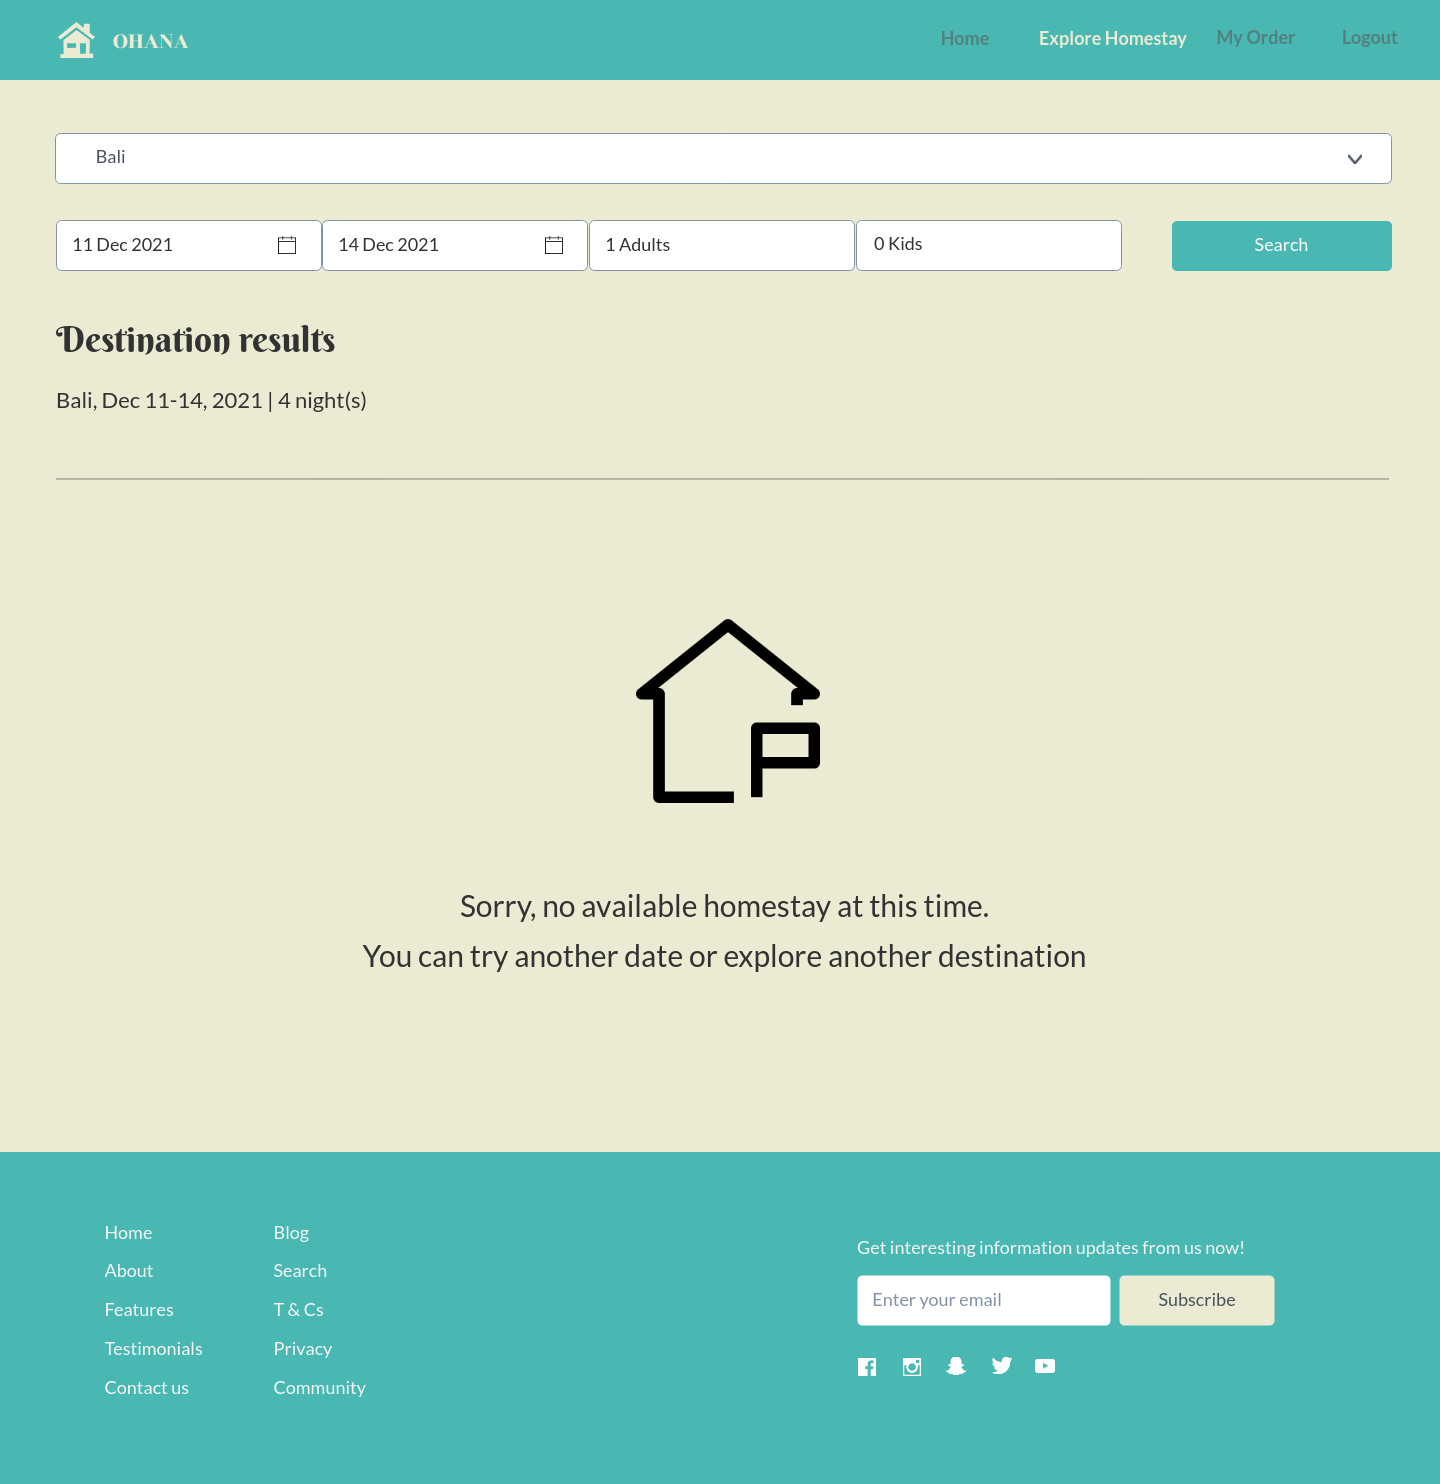 OHANA
Home Explore Homestay My Order Logout
Bali
11 Dec 2021 14 Dec 2021 1 Adults 0 Kids Search
Destination results
Bali, Dec 11-14, 2021 | 4 night(s)
Sorry, no available homestay at this time.
You can try another date or explore another destination
Home
About
Features
Testimonials
Contact us
Blog
Search
T & Cs
Privacy
Community
Get interesting information updates from us now!
Enter your email Subscribe